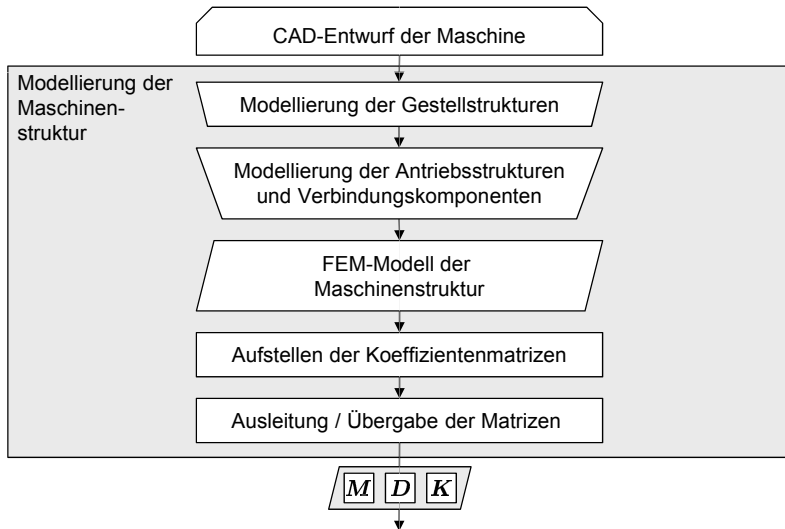 CAD-Entwurf der Maschine
Modellierung der
Maschinen-
struktur
Modellierung der Gestellstrukturen
Modellierung der Antriebsstrukturen
und Verbindungskomponenten
FEM-Modell der
Maschinenstruktur
Aufstellen der Koeffizientenmatrizen
Ausleitung / Übergabe der Matrizen
M D K